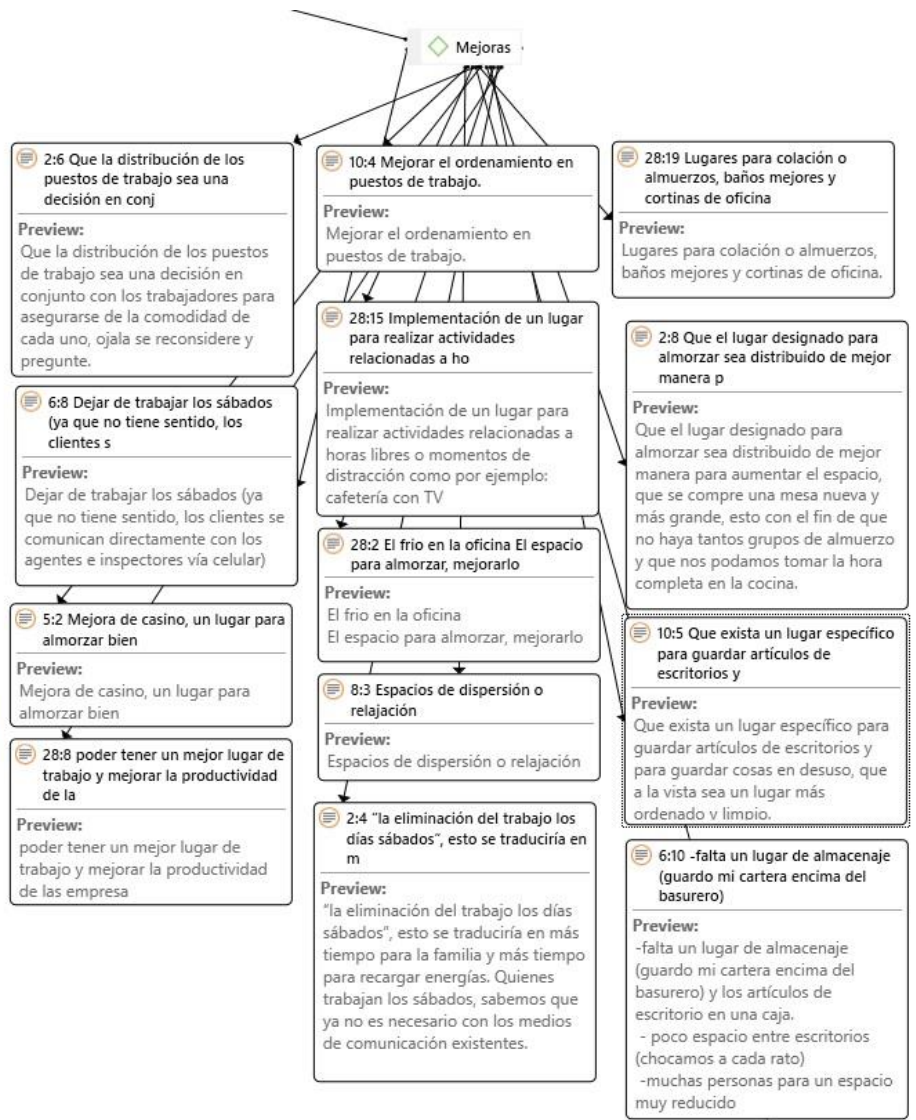 Mejoras
2:6 Que la distribución de los
puestos de trabajo sea una
decisión en conj
Preview:
Que la distribución de los puestos
de trabajo sea una decisión en
conjunto con los trabajadores para
asegurarse de la comodidad de
cada uno, ojala se reconsidere y
pregunte.
6:8 Dejar de trabajar los sábados
(ya que no tiene sentido, los
clientes s
Preview:
Dejar de trabajar los sábados (ya
que no tiene sentido, los clientes se
comunican directamente con los
agentes e inspectores vía celular)
5:2 Mejora de casino, un lugar para
almorzar bien
Preview:
Mejora de casino, un lugar para
almorzar bien
28:8 poder tener un mejor lugar de
trabajo y mejorar la productividad
de la
Preview:
poder tener un mejor lugar de
trabajo y mejorar la productividad
de las empresa
10:4 Mejorar el ordenamiento en
puestos de trabajo.
Preview:
Mejorar el ordenamiento en
puestos de trabajo.
28:15 Implementación de un lugar
para realizar actividades
relacionadas a ho
Preview:
Implementación de un lugar para
realizar actividades relacionadas a
horas libres o momentos de
distracción como por ejemplo:
cafetería con TV
28:2 El frio en la oficina El espacio
para almorzar, mejorarlo
Preview:
El frio en la oficina
El espacio para almorzar, mejorarlo
8:3 Espacios de dispersión o
relajación
Preview:
Espacios de dispersión o relajación
2:4 “la eliminación del trabajo los
días sábados”, esto se traduciría en
m
Preview:
“la eliminación del trabajo los días
sábados”, esto se traduciría en más
tiempo para la familia y más tiempo
para recargar energías. Quienes
trabajan los sábados, sabemos que
ya no es necesario con los medios
de comunicación existentes.
28:19 Lugares para colación o
almuerzos, baños mejores y
cortinas de oficina
Preview:
Lugares para colación o almuerzos,
baños mejores y cortinas de oficina.
2:8 Que el lugar designado para
almorzar sea distribuido de mejor
manera p
Preview:
Que el lugar designado para
almorzar sea distribuido de mejor
manera para aumentar el espacio,
que se compre una mesa nueva y
más grande, esto con el fin de que
no haya tantos grupos de almuerzo
y que nos podamos tomar la hora
completa en la cocina.
10:5 Que exista un lugar específico
para guardar artículos de
escritorios y
Preview:
Que exista un lugar específico para
guardar artículos de escritorios y
para guardar cosas en desuso, que
a la vista sea un lugar más
ordenado y limpio.
6:10 -falta un lugar de almacenaje
(guardo mi cartera encima del
basurero)
Preview:
-falta un lugar de almacenaje
(guardo mi cartera encima del
basurero) y los artículos de
escritorio en una caja.
- poco espacio entre escritorios
(chocamos a cada rato)
-muchas personas para un espacio
muy reducido